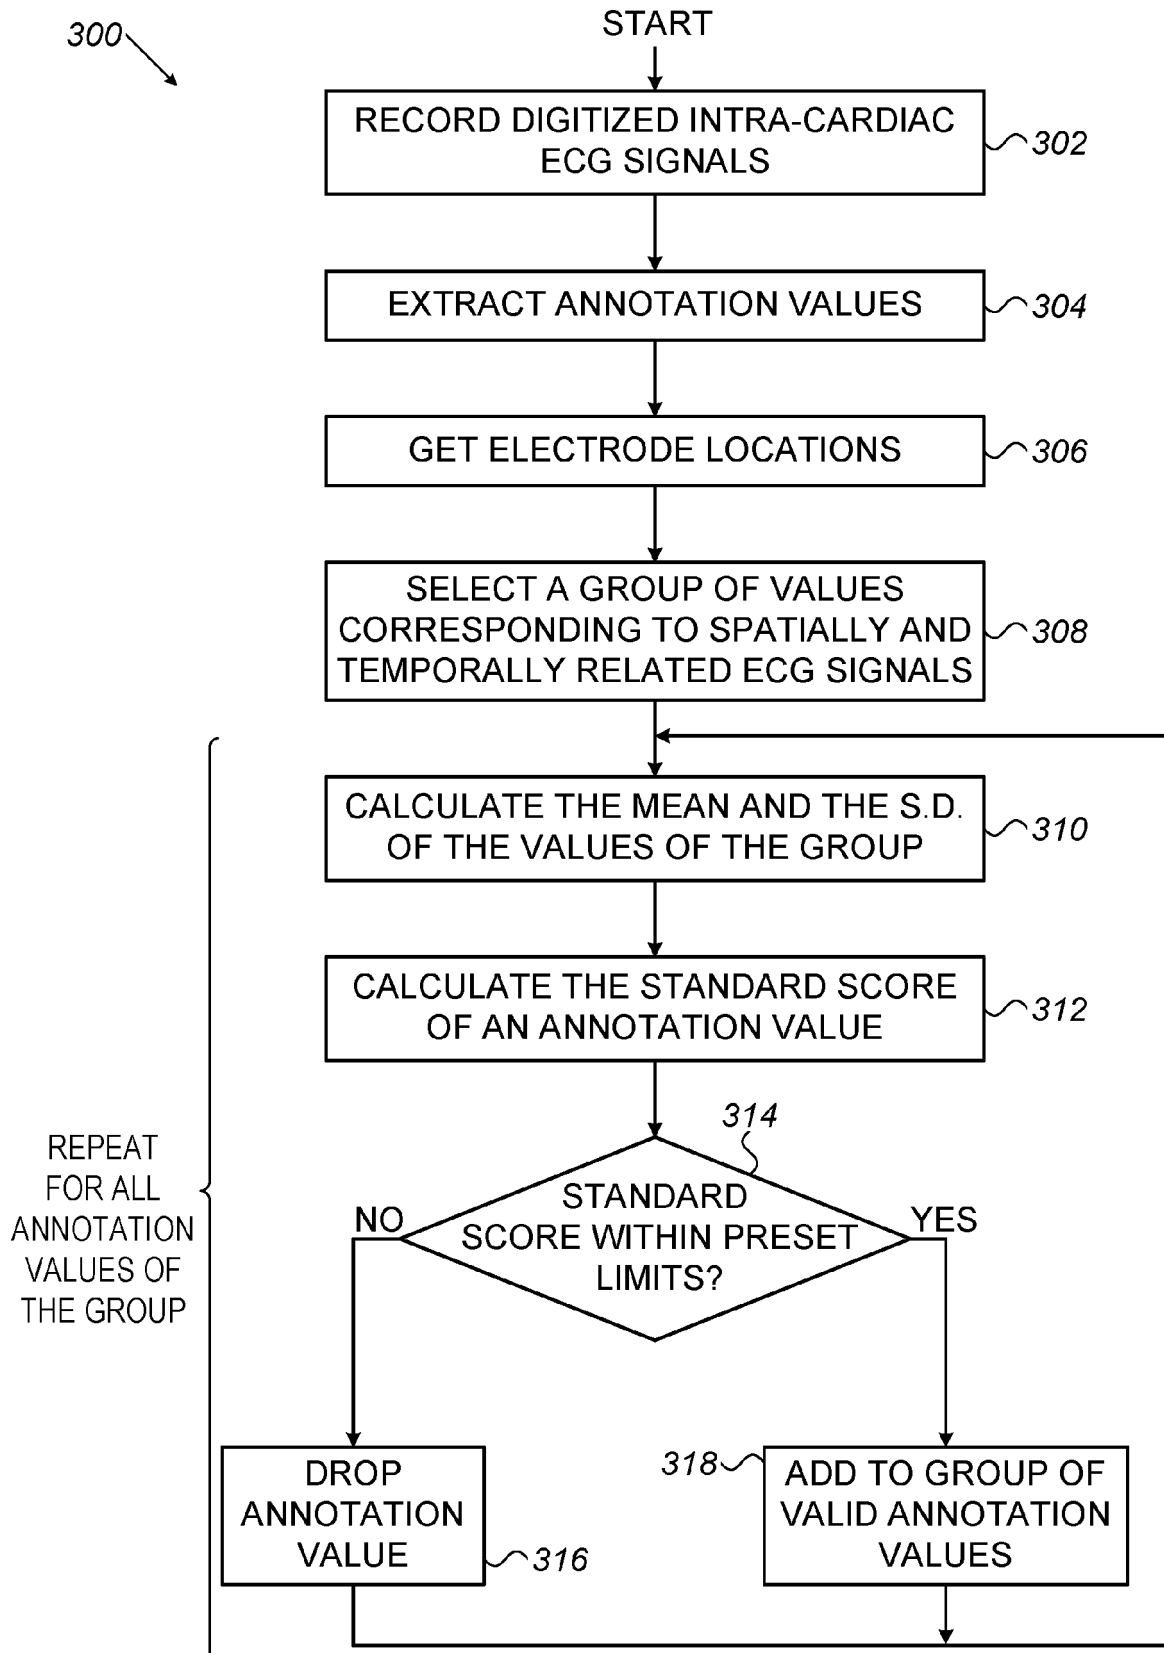 300
START
RECORD DIGITIZED INTRA-CARDIAC
ECG SIGNALS
302
EXTRACT ANNOTATION VALUES
304
GET ELECTRODE LOCATIONS
306
SELECT A GROUP OF VALUES
CORRESPONDING TO SPATIALLY AND
TEMPORALLY RELATED ECG SIGNALS
308
CALCULATE THE MEAN AND THE S.D.
OF THE VALUES OF THE GROUP
310
CALCULATE THE STANDARD SCORE
OF AN ANNOTATION VALUE
312
REPEAT
FOR ALL
ANNOTATION
VALUES OF
THE GROUP
314
STANDARD
SCORE WITHIN PRESET
LIMITS?
NO
YES
DROP
ANNOTATION
VALUE
316
318
ADD TO GROUP OF
VALID ANNOTATION
VALUES